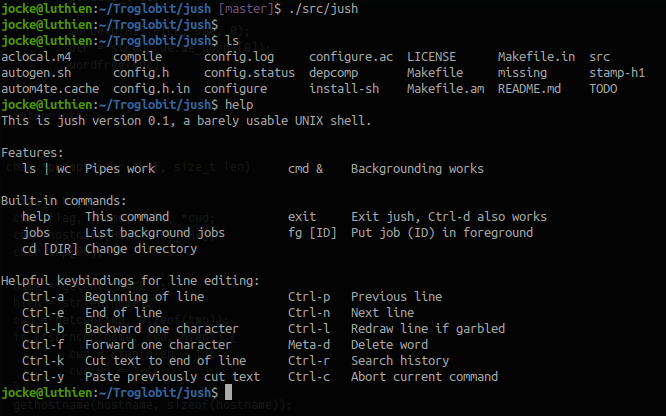 jocke@luthien:~/Troglobit/jush [master]$ ./src/jush
jocke@luthien:~/Troglobit/jush$
jocke@luthien:~/Troglobit/jush$ ls
aclocal.m4      compile      config.log     configure.ac  LICENSE      Makefile.in  src
autogen.sh      config.h     config.status  depcomp       Makefile     missing      stamp-h1
autom4te.cache  config.h.in  configure      install-sh    Makefile.am  README.md    TODO
jocke@luthien:~/Troglobit/jush$ help
This is jush version 0.1, a barely usable UNIX shell.
Features:
   ls | wc  Pipes work                   cmd &    Backgrounding works
Built-in commands:
   help     This command                 exit     Exit jush, Ctrl-d also works
   jobs     List background jobs         fg [ID]  Put job (ID) in foreground
   cd [DIR] Change directory
Helpful keybindings for line editing:
   Ctrl-a   Beginning of line            Ctrl-p   Previous line
   Ctrl-e   End of line                  Ctrl-n   Next line
   Ctrl-b   Backward one character       Ctrl-l   Redraw line if garbled
   Ctrl-f   Forward one character        Meta-d   Delete word
   Ctrl-k   Cut text to end of line      Ctrl-r   Search history
   Ctrl-y   Paste previously cut text    Ctrl-c   Abort current command
jocke@luthien:~/Troglobit/jush$
gethostname(hostname, sizeof(hostname));